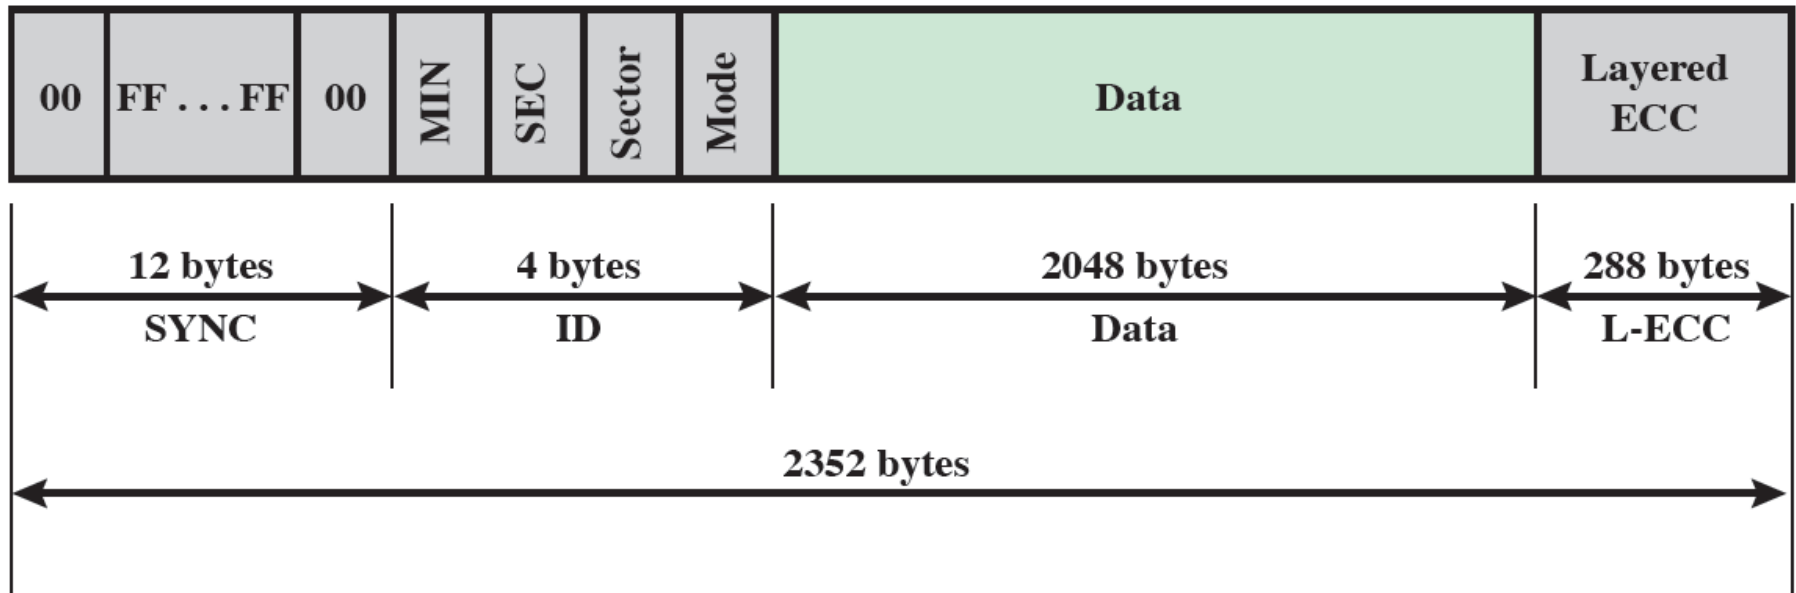 00 FF . . . FF 00 MIN SEC Sector Mode Data Layered
ECC
12 bytes 4 bytes 2048 bytes 288 bytes
SYNC ID Data L-ECC
2352 bytes